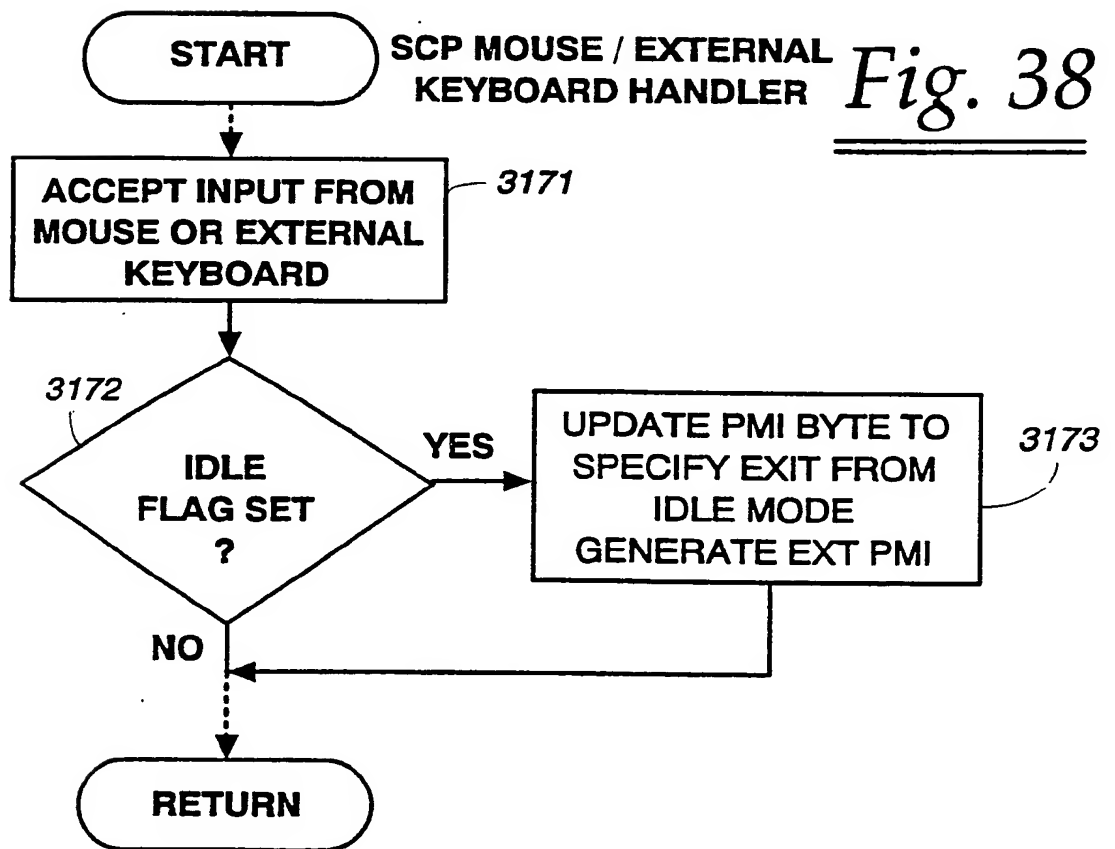 START
SCP MOUSE / EXTERNAL
KEYBOARD HANDLER
Fig. 38
ACCEPT INPUT FROM
MOUSE OR EXTERNAL
KEYBOARD
3171
3172
IDLE
FLAG SET
?
YES
UPDATE PMI BYTE TO
SPECIFY EXIT FROM
IDLE MODE
GENERATE EXT PMI
3173
NO
RETURN